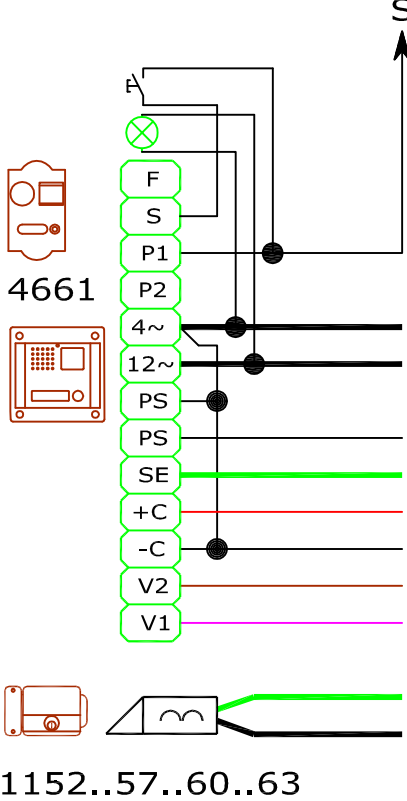 S
F
S
P1
4661
P2
4~
12~
PS
PS
SE
+C
-C
V2
V1
1152..57..60..63